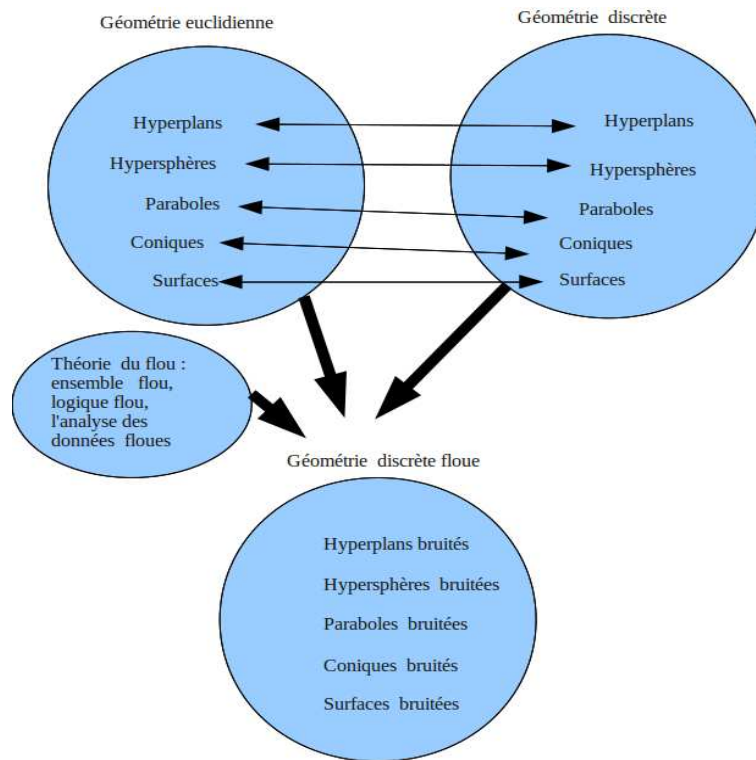 Géométrie euclidienne
Géométrie discrète
Hyperplans
Hypersphères
Paraboles
Coniques
Surfaces
Hyperplans
Hypersphères
Paraboles
Coniques
Surfaces
Théorie du flou :
ensemble flou,
logique flou,
l'analyse des
données floues
Géométrie discrète floue
Hyperplans bruités
Hypersphères bruitées
Paraboles bruitées
Coniques bruités
Surfaces bruitées